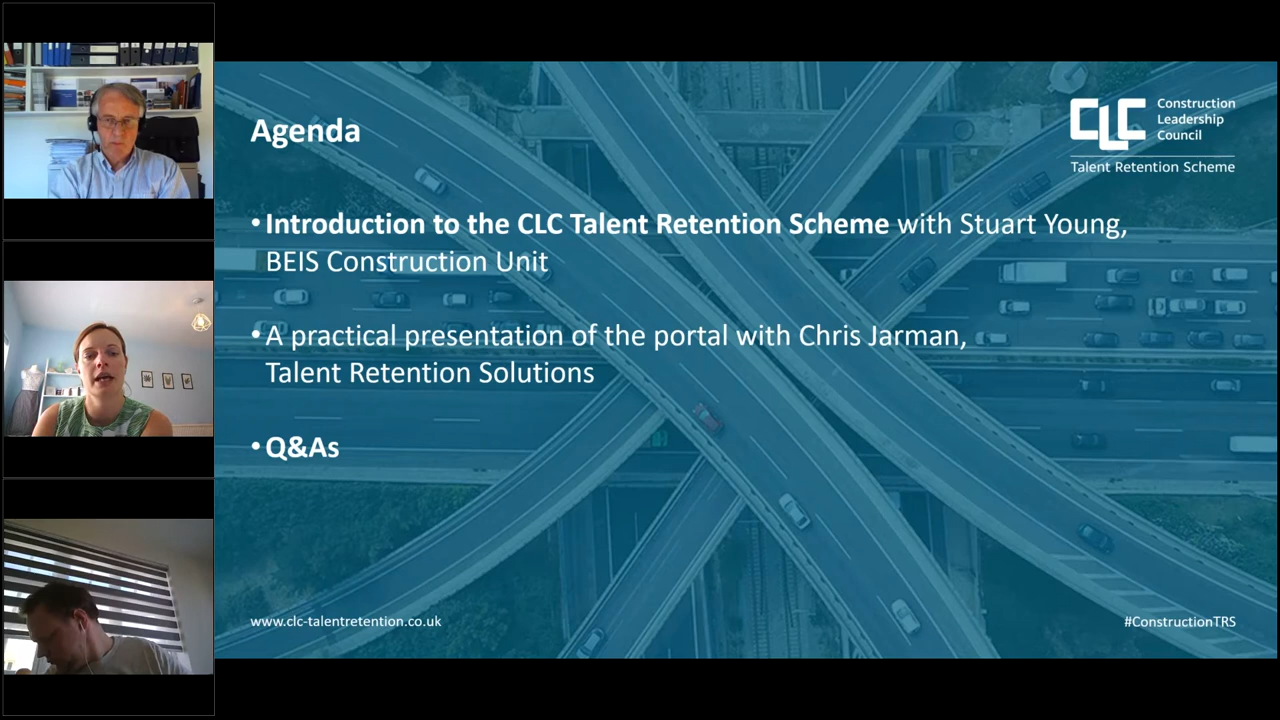 Agenda
CLC Construction
Leadership
Council
Talent Retention Scheme
• Introduction to the CLC Talent Retention Scheme with Stuart Young,
BEIS Construction Unit
• A practical presentation of the portal with Chris Jarman,
Talent Retention Solutions
• Q&As
www.clc-talentretention.co.uk
#ConstructionTRS